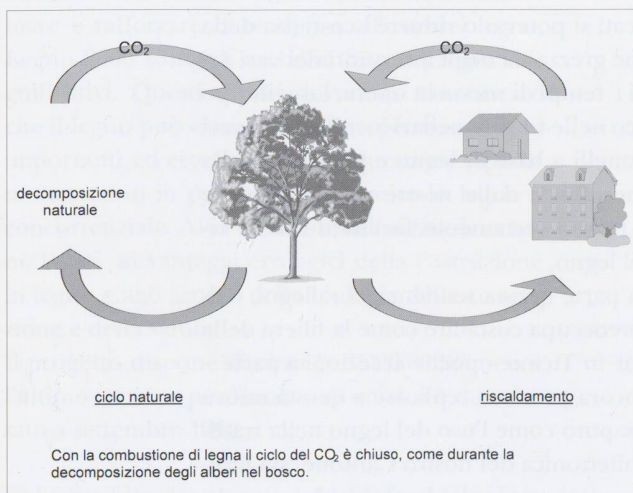 CO₂
CO₂
decomposizione
naturale
ciclo naturale
riscaldamento
Con la combustione di legna il ciclo del CO₂ è chiuso, come durante la
decomposizione degli alberi nel bosco.